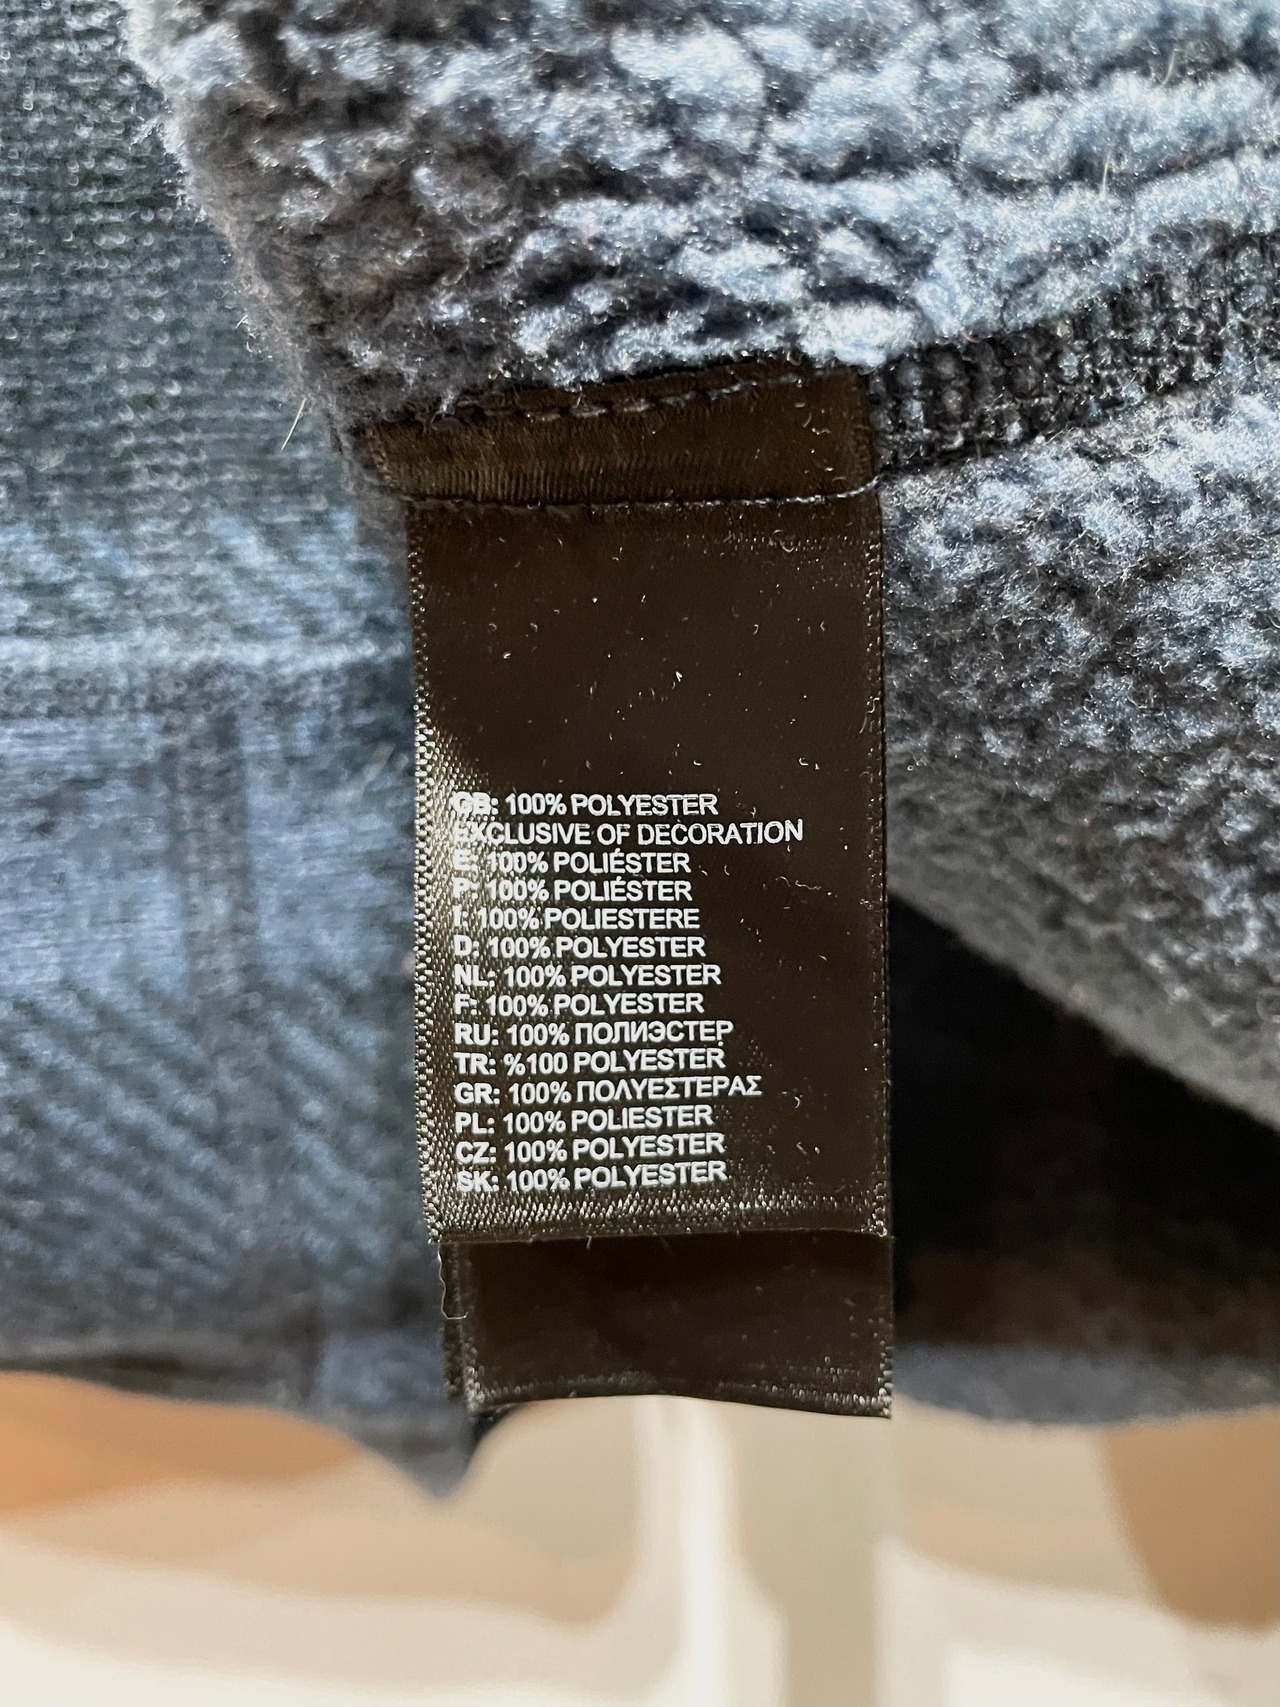 GB: 100% POLYESTER
EXCLUSIVE OF DECORATION
E: 100% POLIÉSTER
P: 100% POLIÉSTER
I: 100% POLIESTERE
D: 100% POLYESTER
NL: 100% POLYESTER
F: 100% POLYESTER
RU: 100% ПОЛИЭСТЕР
TR: %100 POLYESTER
GR: 100% ΠΟΛΥΕΣΤΕΡΑΣ
PL: 100% POLIESTER
CZ: 100% POLYESTER
SK: 100% POLYESTER